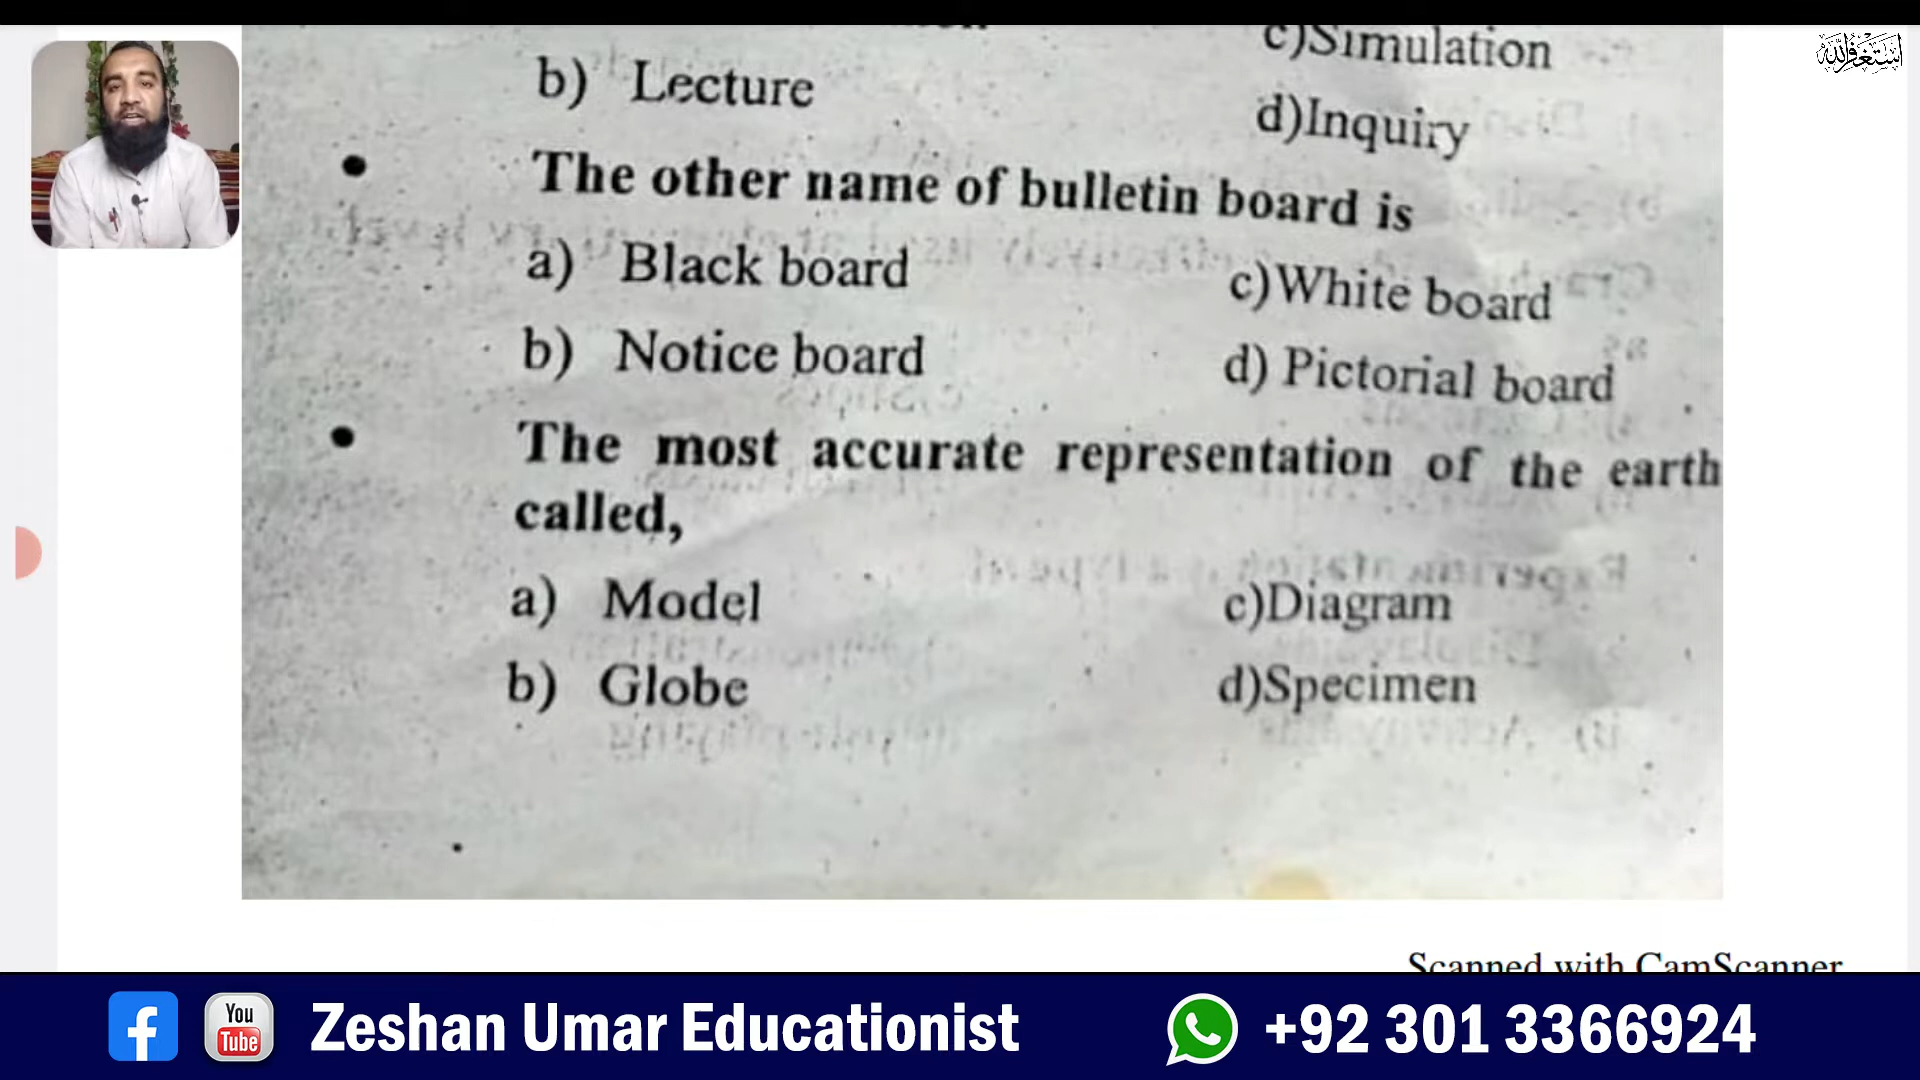 c)Simulation
b) Lecture
d)Inquiry
• The other name of bulletin board is
a) Black board c)White board
b) Notice board d) Pictorial board
• The most accurate representation of the earth
called,
a) Model c)Diagram
b) Globe d)Specimen
Scanned with CamScanner
You
Tube
Zeshan Umar Educationist
+92 301 3366924
أستغفر الله